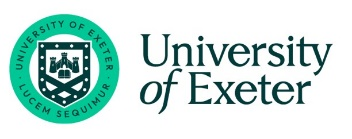 UNIVERSITY OF EXETER
LUCEM SEQUIMUR
University
of Exeter